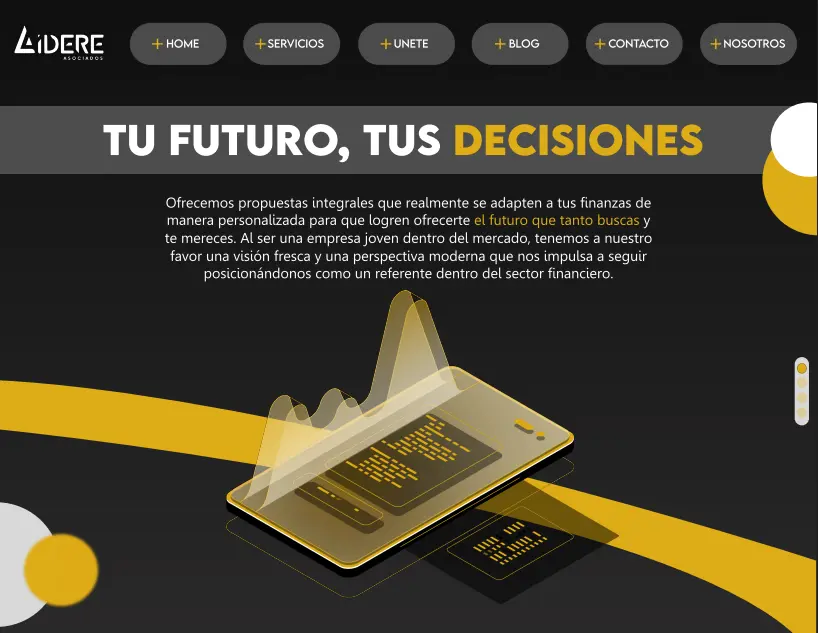 LIDERE
ASOCIADOS
+ HOME
+ SERVICIOS
+ UNETE
+ BLOG
+ CONTACTO
+ NOSOTROS
TU FUTURO, TUS DECISIONES
Ofrecemos propuestas integrales que realmente se adapten a tus finanzas de
manera personalizada para que logren ofrecerte el futuro que tanto buscas y
te mereces. Al ser una empresa joven dentro del mercado, tenemos a nuestro
favor una visión fresca y una perspectiva moderna que nos impulsa a seguir
posicionándonos como un referente dentro del sector financiero.